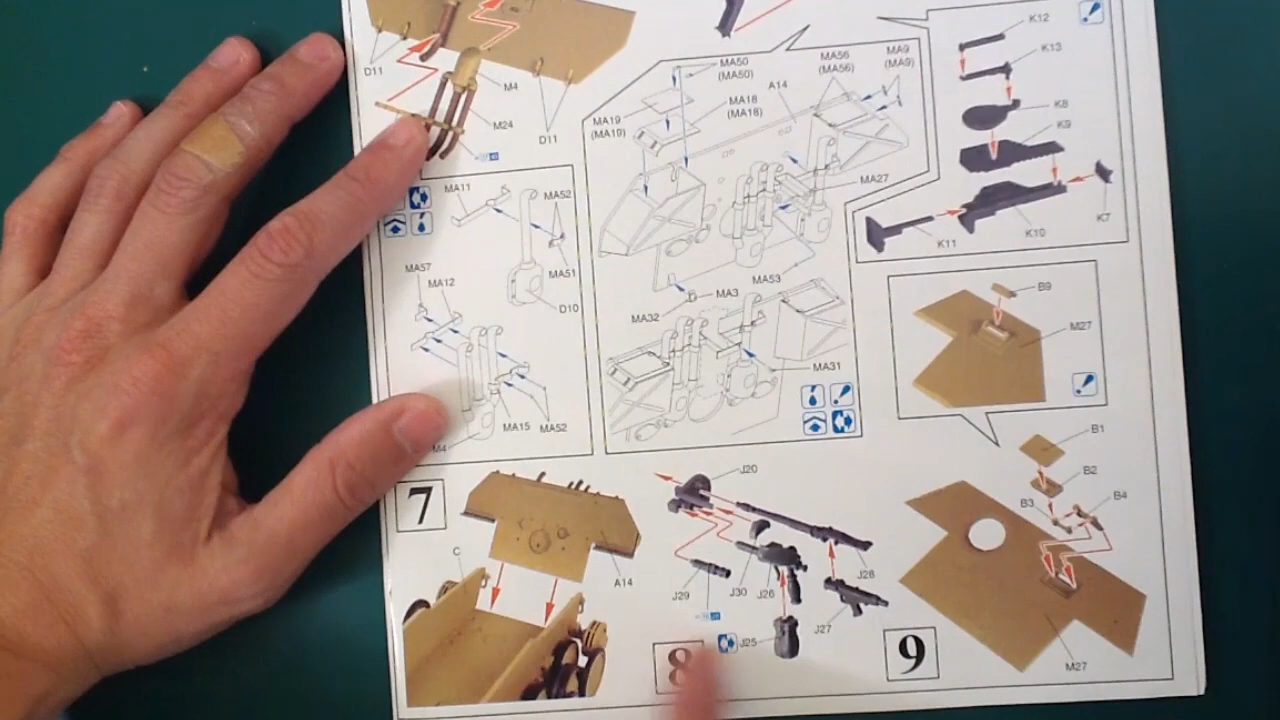 D11
M4
M24
D11
MA11
MA52
MA51
D10
MA57
MA12
MA15
MA52
M4
MA50
(MA50)
MA18
(MA18)
MA19
(MA19)
A14
MA56
(MA56)
MA9
(MA9)
MA27
MA53
MA3
MA32
MA31
K12
K13
K8
K9
K7
K10
K11
B9
M27
7
C
A14
J20
J28
J29
J30
J26
J27
J25
8
B1
B2
B3
B4
9
M27